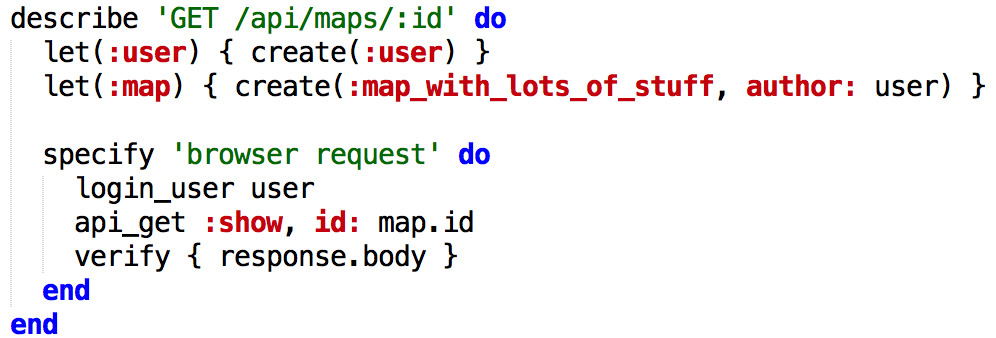 describe 'GET /api/maps/:id' do
  let(:user) { create(:user) }
  let(:map) { create(:map_with_lots_of_stuff, author: user) }

  specify 'browser request' do
    login_user user
    api_get :show, id: map.id
    verify { response.body }
  end
end